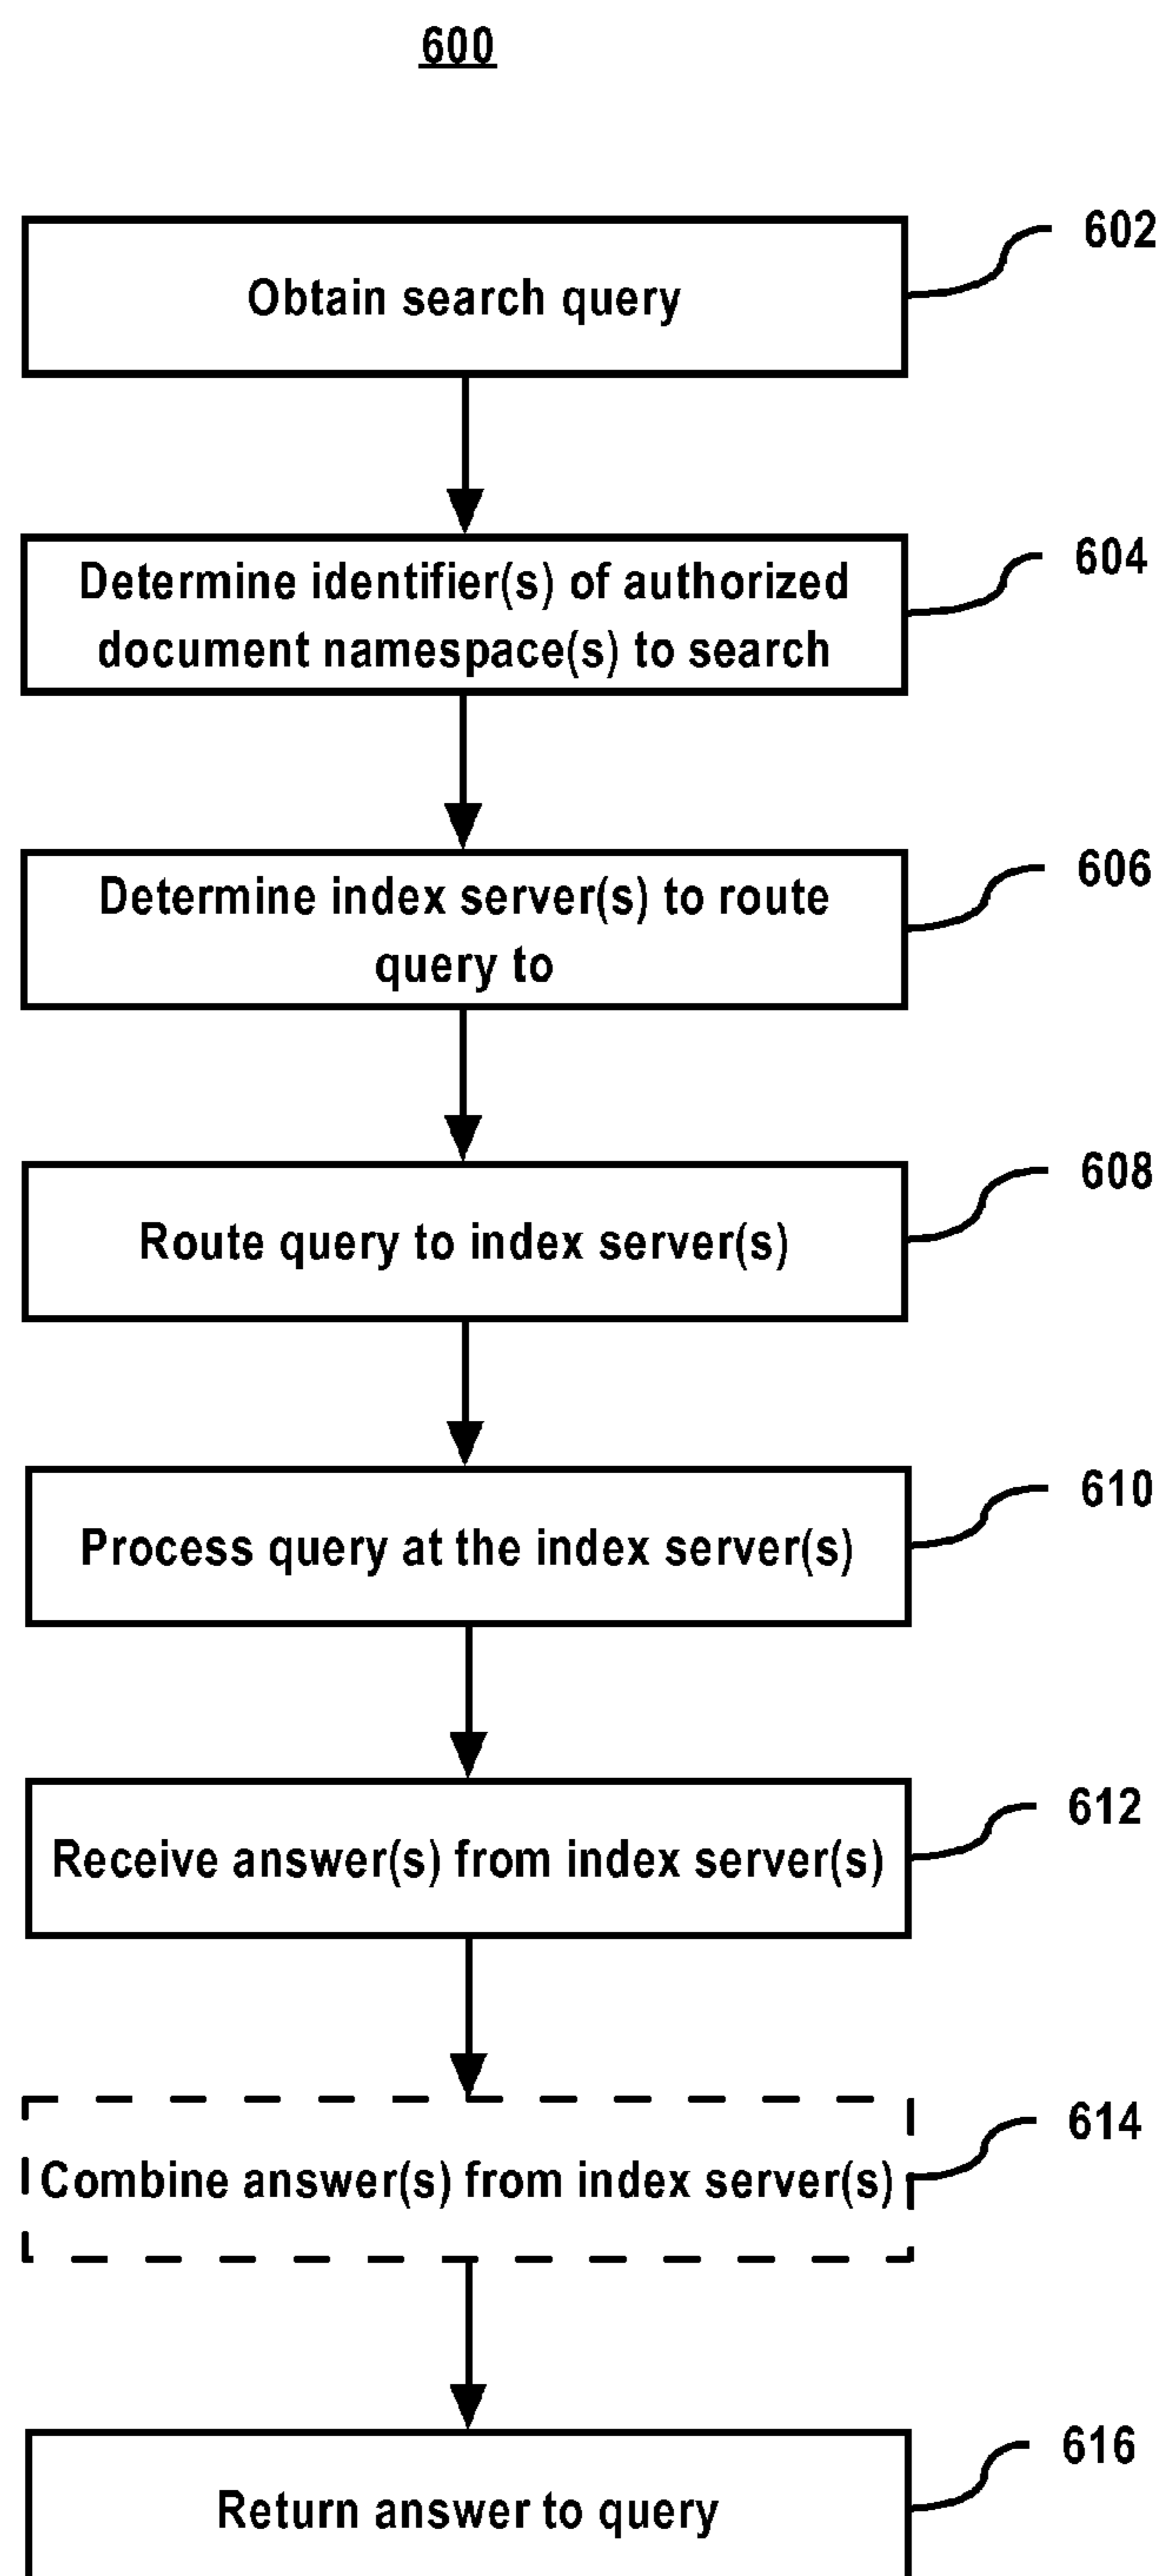 600
602
Obtain search query
604
Determine identifier(s) of authorized
document namespace(s) to search
606
Determine index server(s) to route
query to
608
Route query to index server(s)
610
Process query at the index server(s)
612
Receive answer(s) from index server(s)
614
Combine answer(s) from index server(s)
616
Return answer to query